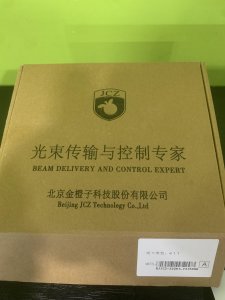 JCZ
光束传输与控制专家
BEAM DELIVERY AND CONTROL EXPERT
北京金橙子科技股份有限公司
Beijing JCZ Technology Co.,Ltd